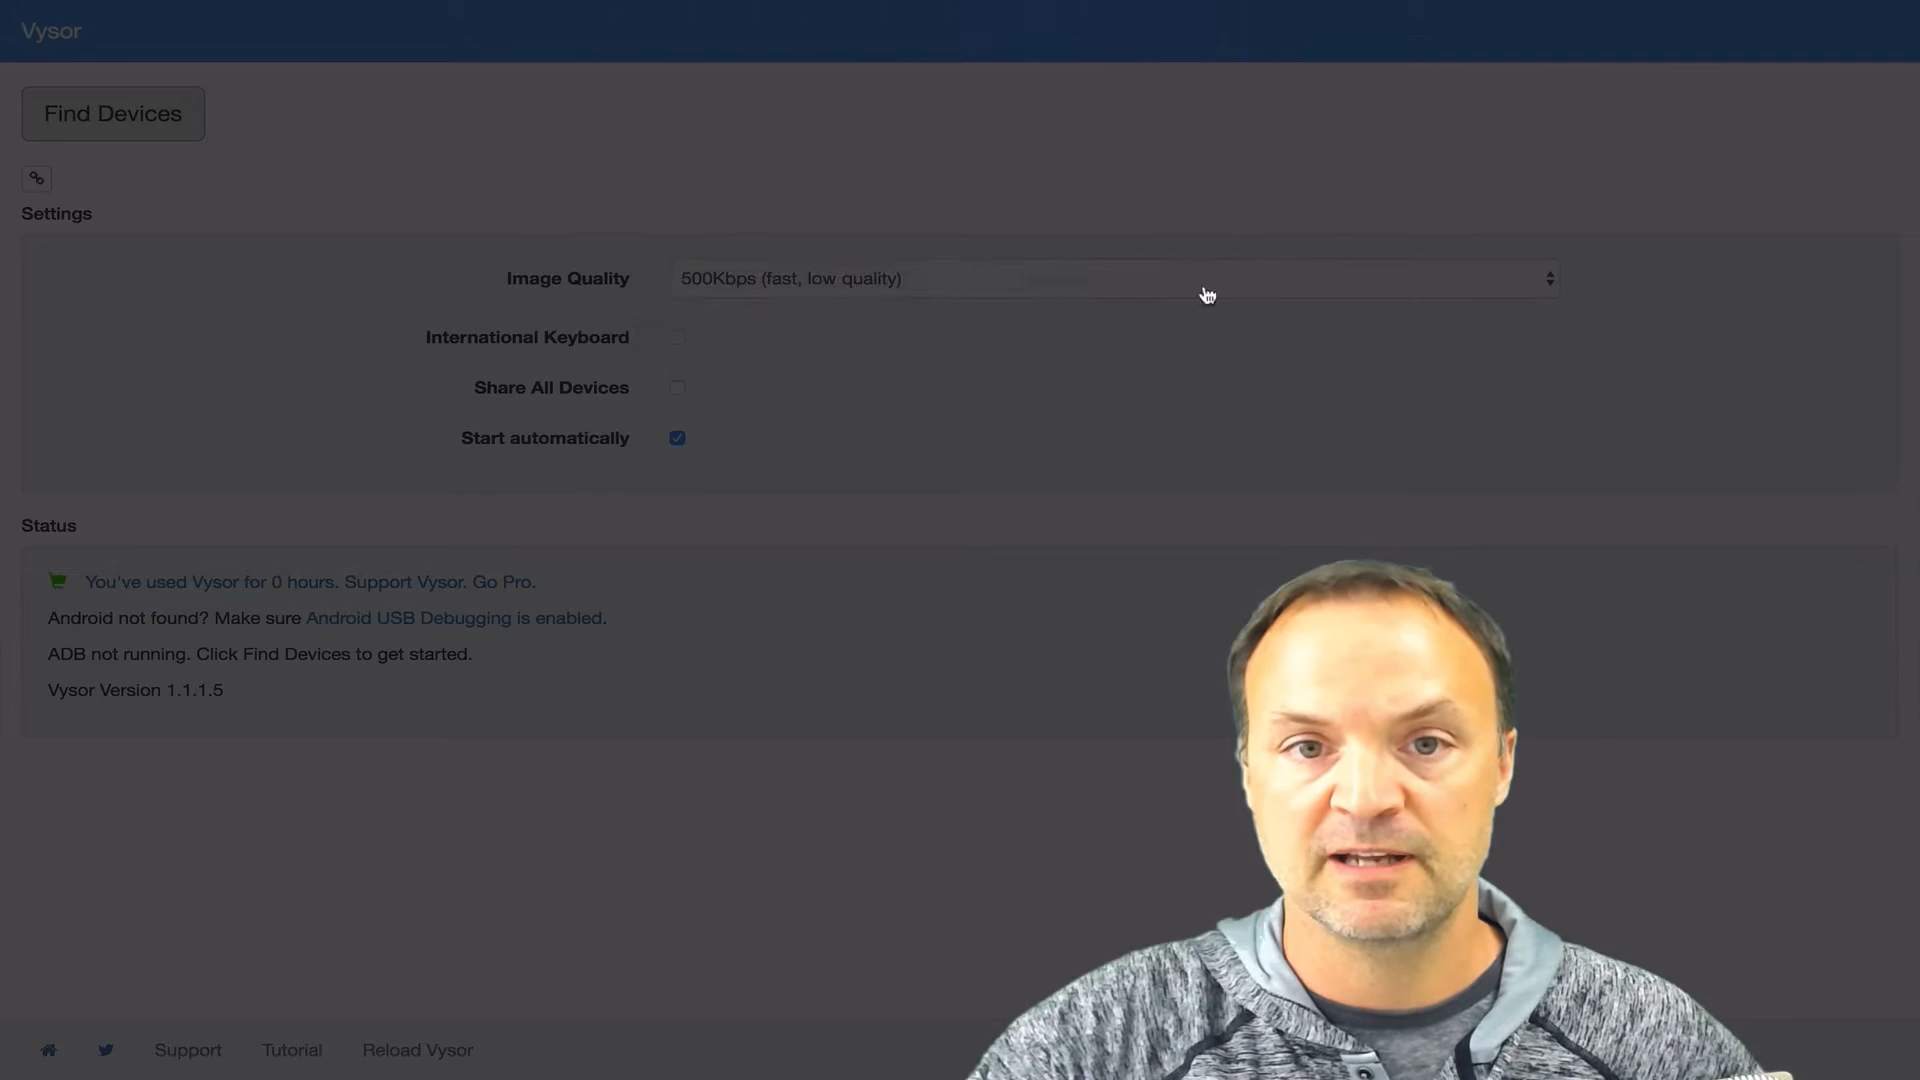 Vysor
Find Devices
Settings
Image Quality 500Kbps (fast, low quality)
International Keyboard
Share All Devices
Start automatically
Status
You've used Vysor for 0 hours. Support Vysor. Go Pro.
Android not found? Make sure Android USB Debugging is enabled.
ADB not running. Click Find Devices to get started.
Vysor Version 1.1.1.5
Support Tutorial Reload Vysor